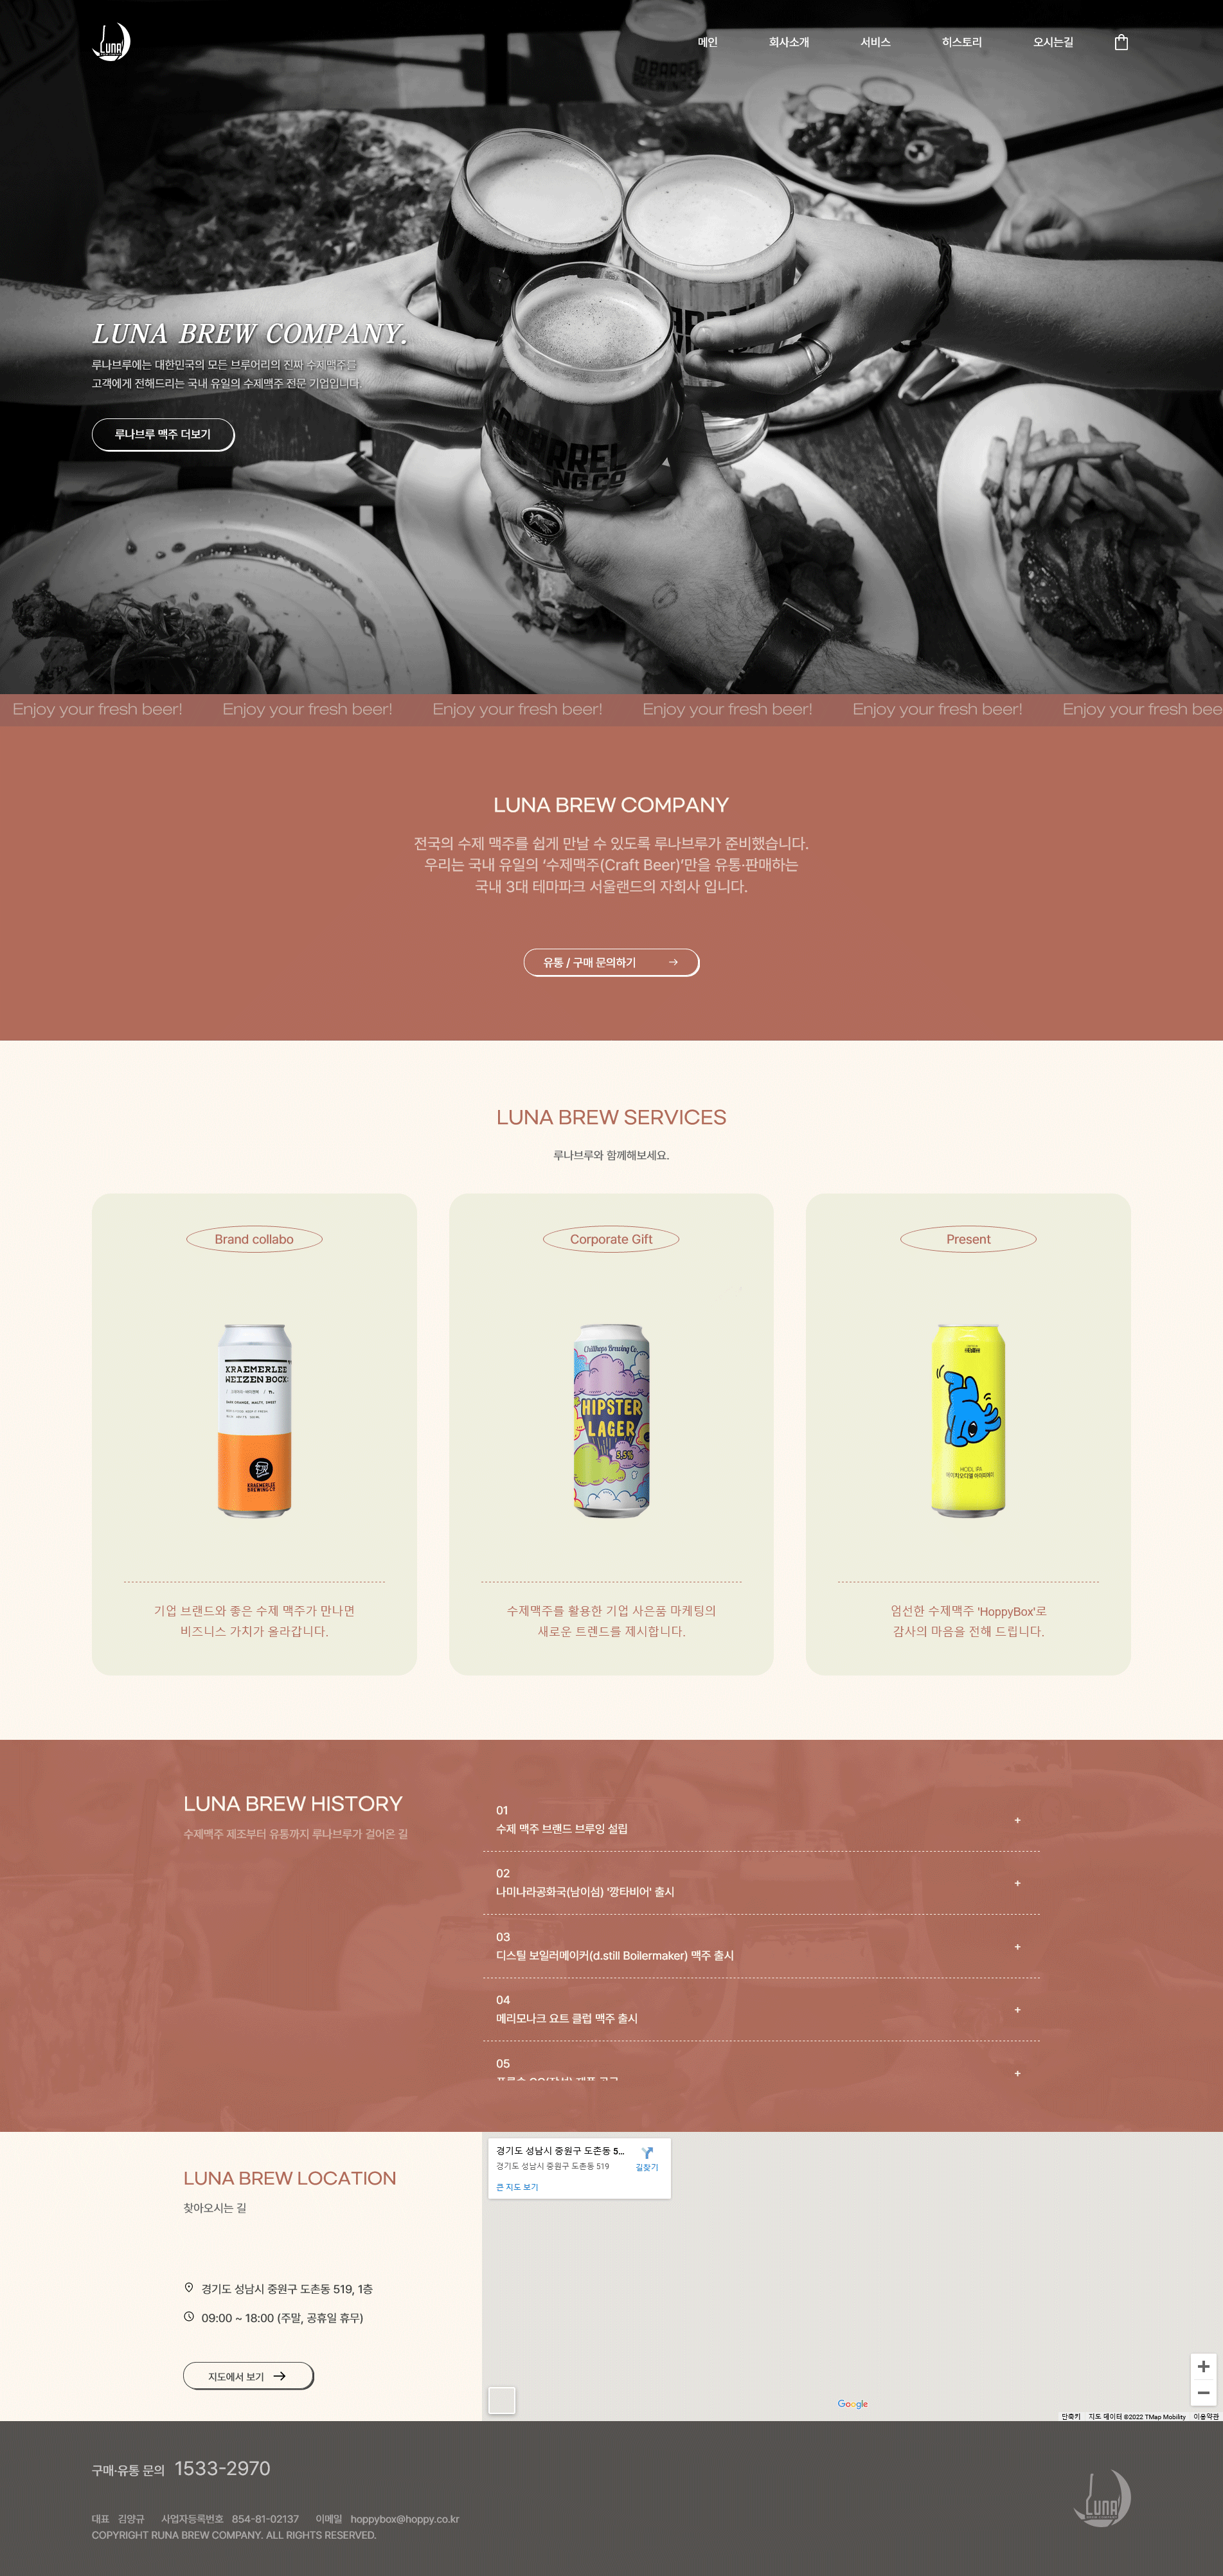 LUNA
메인
회사소개
서비스
히스토리
오시는길
LUNA BREW COMPANY.
루나브루에는 대한민국의 모든 브루어리의 진짜 수제맥주를
고객에게 전해드리는 국내 유일의 수제맥주 전문 기업입니다.
루나브루 맥주 더보기
Enjoy your fresh beer! Enjoy your fresh beer! Enjoy your fresh beer! Enjoy your fresh beer! Enjoy your fresh beer! Enjoy your fresh bee
LUNA BREW COMPANY
전국의 수제 맥주를 쉽게 만날 수 있도록 루나브루가 준비했습니다.
우리는 국내 유일의 ‘수제맥주(Craft Beer)’만을 유통·판매하는
국내 3대 테마파크 서울랜드의 자회사 입니다.
유통 / 구매 문의하기 →
LUNA BREW SERVICES
루나브루와 함께해보세요.
Brand collabo
XRAEMERLEE
WEIZEN BOCK
KRAEMERLEE
BREWING CO
기업 브랜드와 좋은 수제 맥주가 만나면
비즈니스 가치가 올라갑니다.
Corporate Gift
Chillhops Brewing Co.
HIPSTER
LAGER
5.5%
수제맥주를 활용한 기업 사은품 마케팅의
새로운 트렌드를 제시합니다.
Present
HODL IPA
엄선한 수제맥주 'HoppyBox'로
감사의 마음을 전해 드립니다.
LUNA BREW HISTORY
수제맥주 제조부터 유통까지 루나브루가 걸어온 길
01
수제 맥주 브랜드 브루잉 설립
+
02
나미나라공화국(남이섬) '깡타비어' 출시
+
03
디스틸 보일러메이커(d.still Boilermaker) 맥주 출시
+
04
메리모나크 요트 클럽 맥주 출시
+
05
+
LUNA BREW LOCATION
찾아오시는 길
경기도 성남시 중원구 도촌동 519, 1층
09:00 ~ 18:00 (주말, 공휴일 휴무)
지도에서 보기 →
경기도 성남시 중원구 도촌동 5...
경기도 성남시 중원구 도촌동 519
길찾기
큰 지도 보기
Google
단축키 지도 데이터 ©2022 TMap Mobility 이용약관
구매·유통 문의 1533-2970
대표 김양규 사업자등록번호 854-81-02137 이메일 hoppybox@hoppy.co.kr
COPYRIGHT RUNA BREW COMPANY. ALL RIGHTS RESERVED.
LUNA